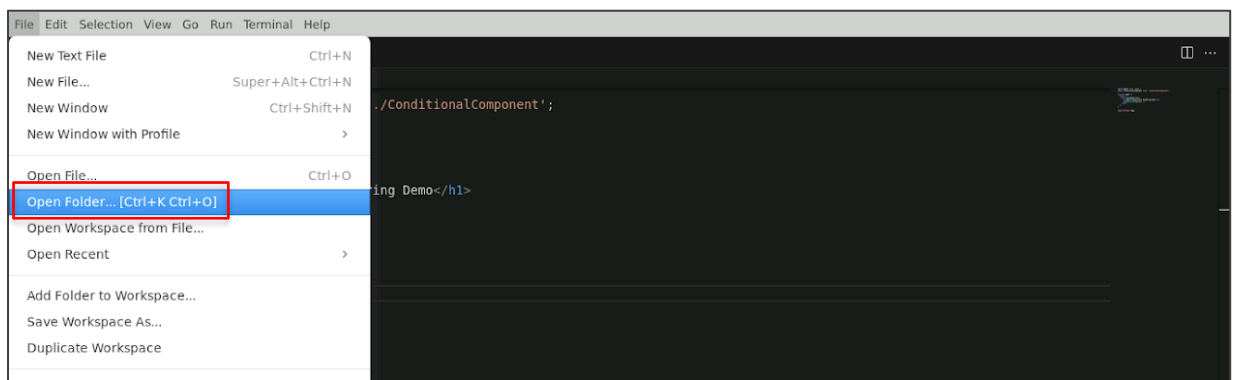 File Edit Selection View Go Run Terminal Help
New Text File Ctrl+N
New File... Super+Alt+Ctrl+N
New Window Ctrl+Shift+N
./ConditionalComponent';
New Window with Profile
Open File... Ctrl+O
ing Demo</h1>
Open Folder... [Ctrl+K Ctrl+O]
Open Workspace from File...
Open Recent
Add Folder to Workspace...
Save Workspace As...
Duplicate Workspace